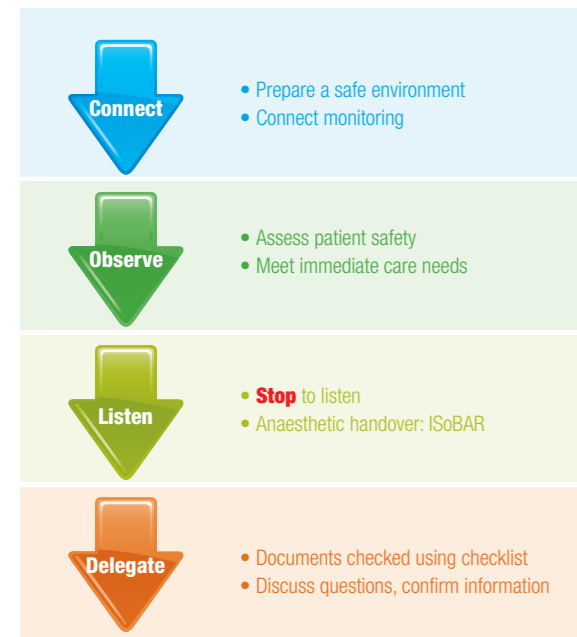 Connect
• Prepare a safe environment
• Connect monitoring
Observe
• Assess patient safety
• Meet immediate care needs
Listen
• Stop to listen
• Anaesthetic handover: ISoBAR
Delegate
• Documents checked using checklist
• Discuss questions, confirm information